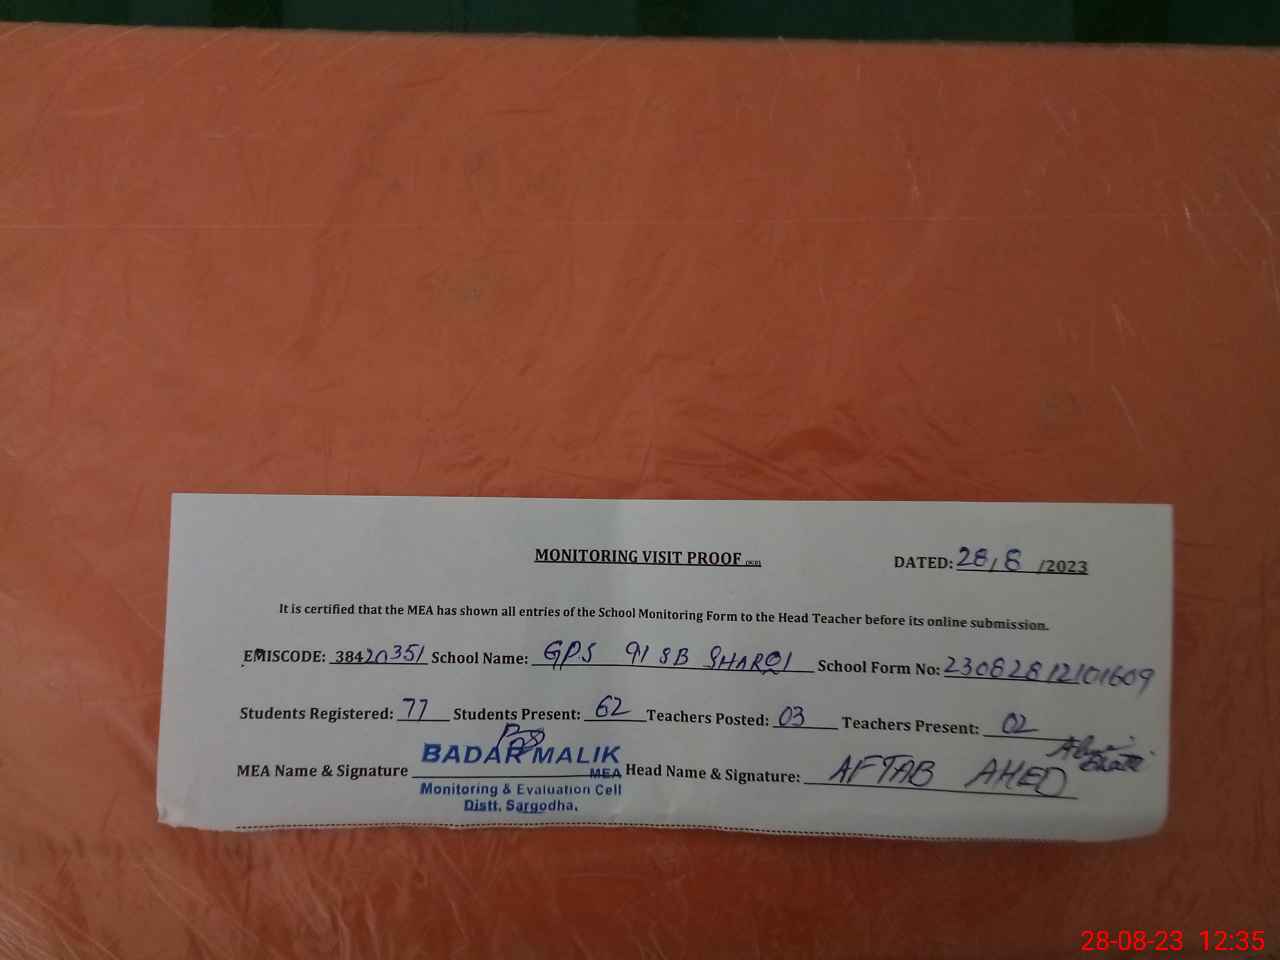 MONITORING VISIT PROOF
DATED: 28/8/2023
It is certified that the MEA has shown all entries of the School Monitoring Form to the Head Teacher before its online submission.
EMISCODE: 38420351 School Name: GPS 91 SB SHARQI School Form No: 23082812101609
Students Registered: 77 Students Present: 62 Teachers Posted: 03 Teachers Present: 02
MEA Name & Signature BADAR MALIK Head Name & Signature: AFTAB AHED
MEA
Monitoring & Evaluation Cell
Distt. Sargodha.
28-08-23 12:35